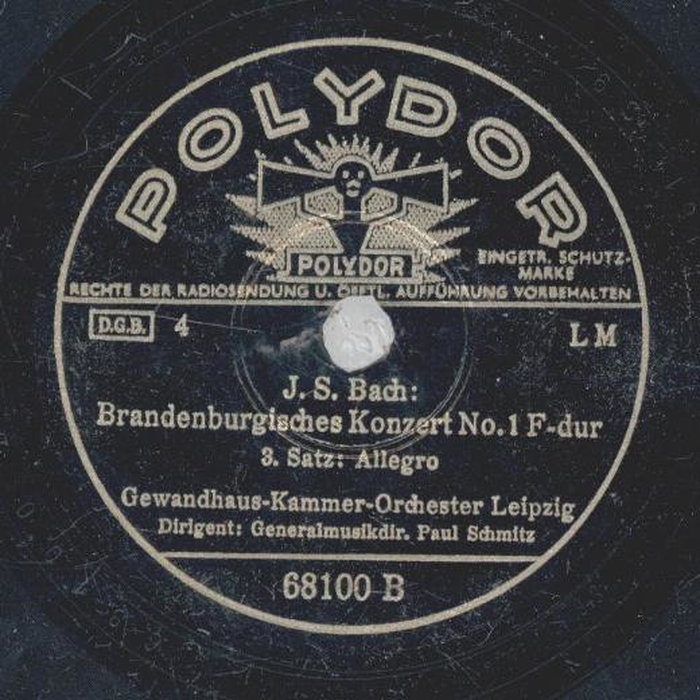 POLYDOR
POLYDOR
EINGETR. SCHUTZ-
MARKE
RECHTE DER RADIOSENDUNG U. ÖFFTL. AUFFÜHRUNG VORBEHALTEN
D.G.B. 4 LM
J. S. Bach:
Brandenburgisches Konzert No. 1 F-dur
3. Satz: Allegro
Gewandhaus-Kammer-Orchester Leipzig
Dirigent: Generalmusikdir. Paul Schmitz
68100 B